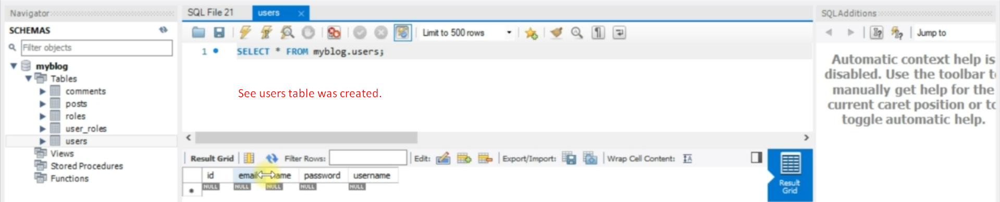 Navigator
SCHEMAS
Filter objects
myblog
Tables
comments
posts
roles
user_roles
users
Views
Stored Procedures
Functions
SQL File 21
users
Limit to 500 rows
1
SELECT * FROM myblog.users;
See users table was created.
Result Grid
Filter Rows:
Edit:
Export/Import:
Wrap Cell Content:
id email name password username
NULL NULL NULL NULL NULL
Result
Grid
SQLAdditions
Jump to
Automatic context help is
disabled. Use the toolbar t
manually get help for the
current caret position or to
toggle automatic help.